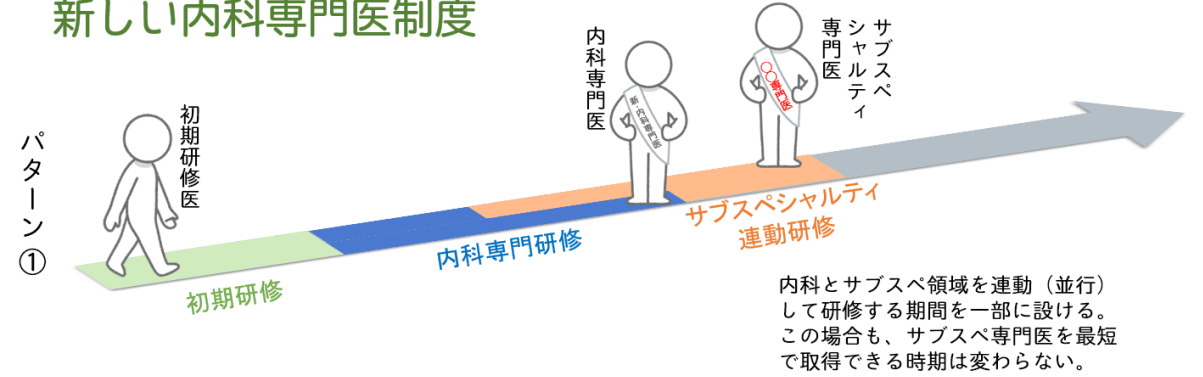 新しい内科専門医制度
パターン①
初期研修医
内科専門医
新・内科専門医
サブスペ
シャルティ
専門医
〇〇専門医
初期研修
内科専門研修
サブスペシャルティ
連動研修
内科とサブスペ領域を連動（並行）
して研修する期間を一部に設ける。
この場合も、サブスペ専門医を最短
で取得できる時期は変わらない。